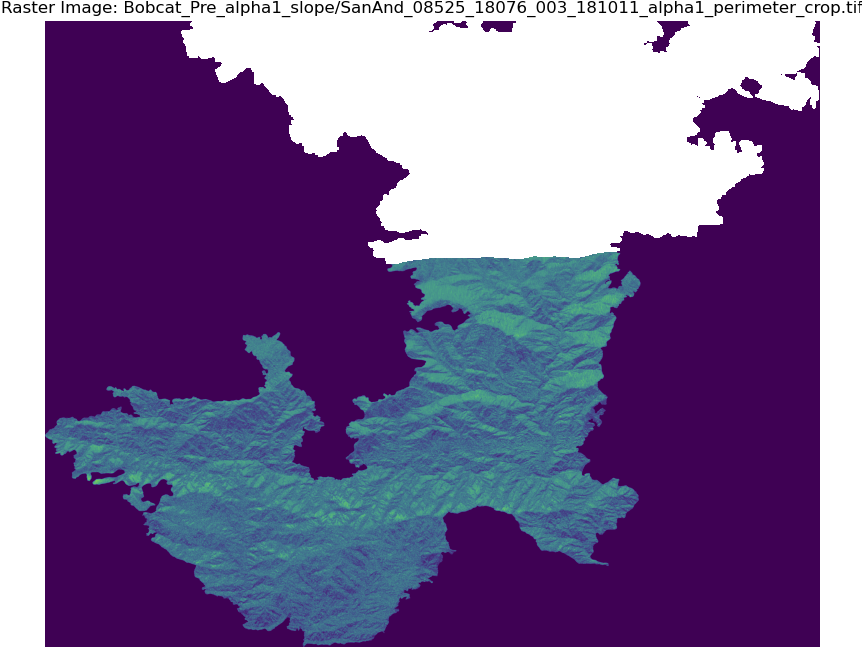 Raster Image: Bobcat_Pre_alpha1_slope/SanAnd_08525_18076_003_181011_alpha1_perimeter_crop.tif